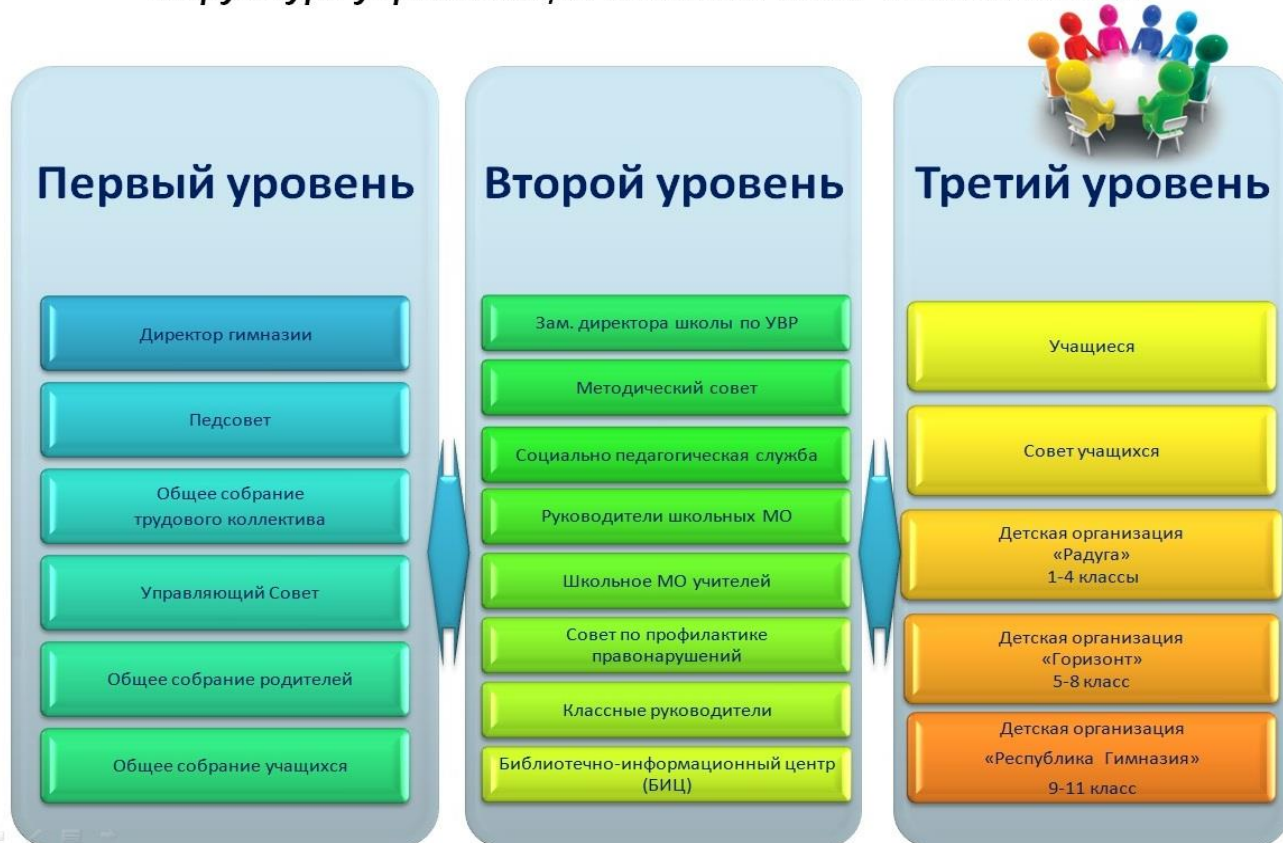 Первый уровень
Директор гимназии
Педсовет
Общее собрание
трудового коллектива
Управляющий Совет
Общее собрание родителей
Общее собрание учащихся
Второй уровень
Зам. директора школы по УВР
Методический совет
Социально педагогическая служба
Руководители школьных МО
Школьное МО учителей
Совет по профилактике
правонарушений
Классные руководители
Библиотечно-информационный центр
(БИЦ)
Третий уровень
Учащиеся
Совет учащихся
Детская организация
«Радуга»
1-4 классы
Детская организация
«Горизонт»
5-8 класс
Детская организация
«Республика Гимназия»
9-11 класс